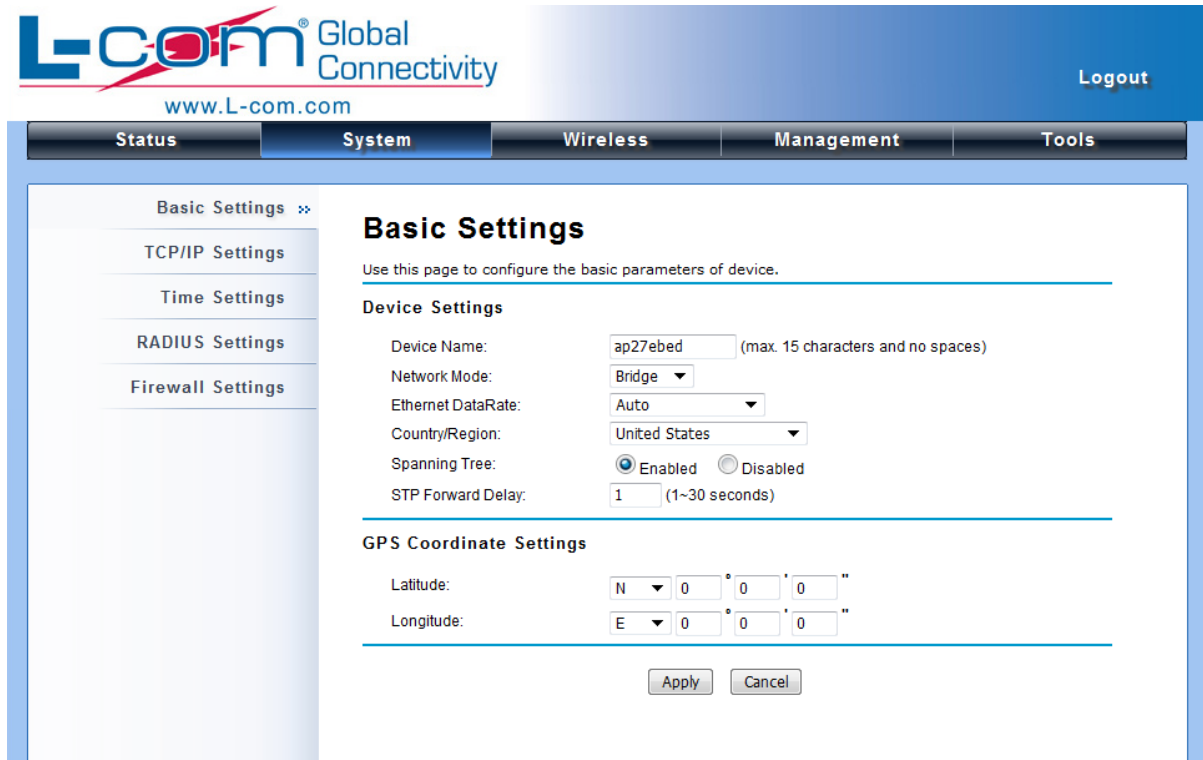 L-com® Global
Connectivity
www.L-com.com
Logout
Status System Wireless Management Tools
Basic Settings »
TCP/IP Settings
Time Settings
RADIUS Settings
Firewall Settings
Basic Settings
Use this page to configure the basic parameters of device.
Device Settings
Device Name: ap27ebed (max. 15 characters and no spaces)
Network Mode: Bridge
Ethernet DataRate: Auto
Country/Region: United States
Spanning Tree: Enabled Disabled
STP Forward Delay: 1 (1~30 seconds)
GPS Coordinate Settings
Latitude: N 0 ° 0 ' 0 "
Longitude: E 0 ° 0 ' 0 "
Apply Cancel